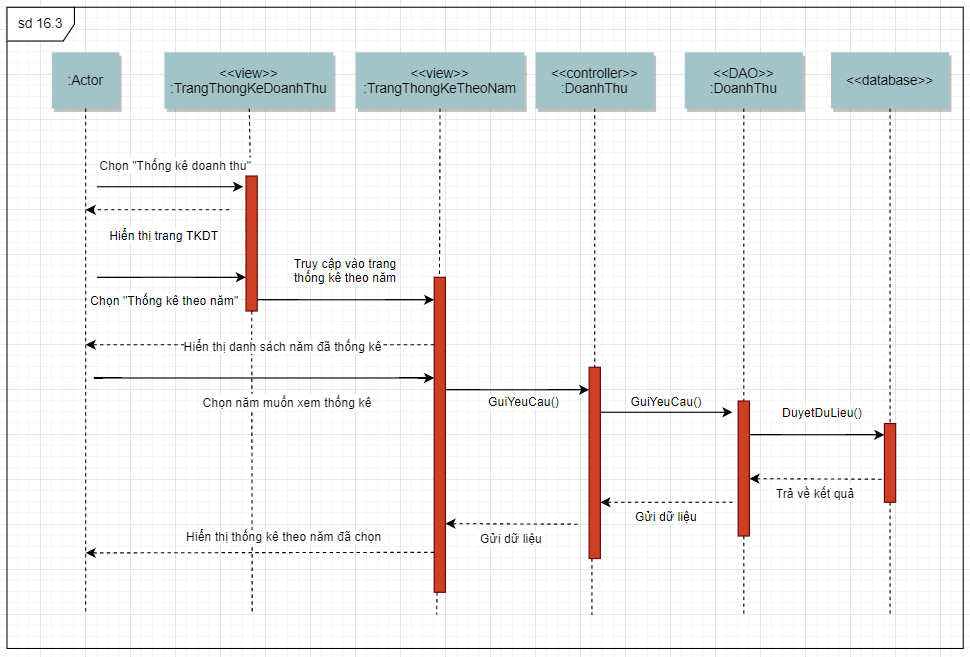 sd 16.3
:Actor
<<view>>
:TrangThongKeDoanhThu
<<view>>
:TrangThongKeTheoNam
<<controller>>
:DoanhThu
<<DAO>>
:DoanhThu
<<database>>
Chọn "Thống kê doanh thu"
Hiển thị trang TKDT
Truy cập vào trang
thống kê theo năm
Chọn "Thống kê theo năm"
Hiển thị danh sách năm đã thống kê
Chọn năm muốn xem thống kê
GuiYeuCau()
GuiYeuCau()
DuyetDuLieu()
Trả về kết quả
Gửi dữ liệu
Gửi dữ liệu
Hiển thị thống kê theo năm đã chọn